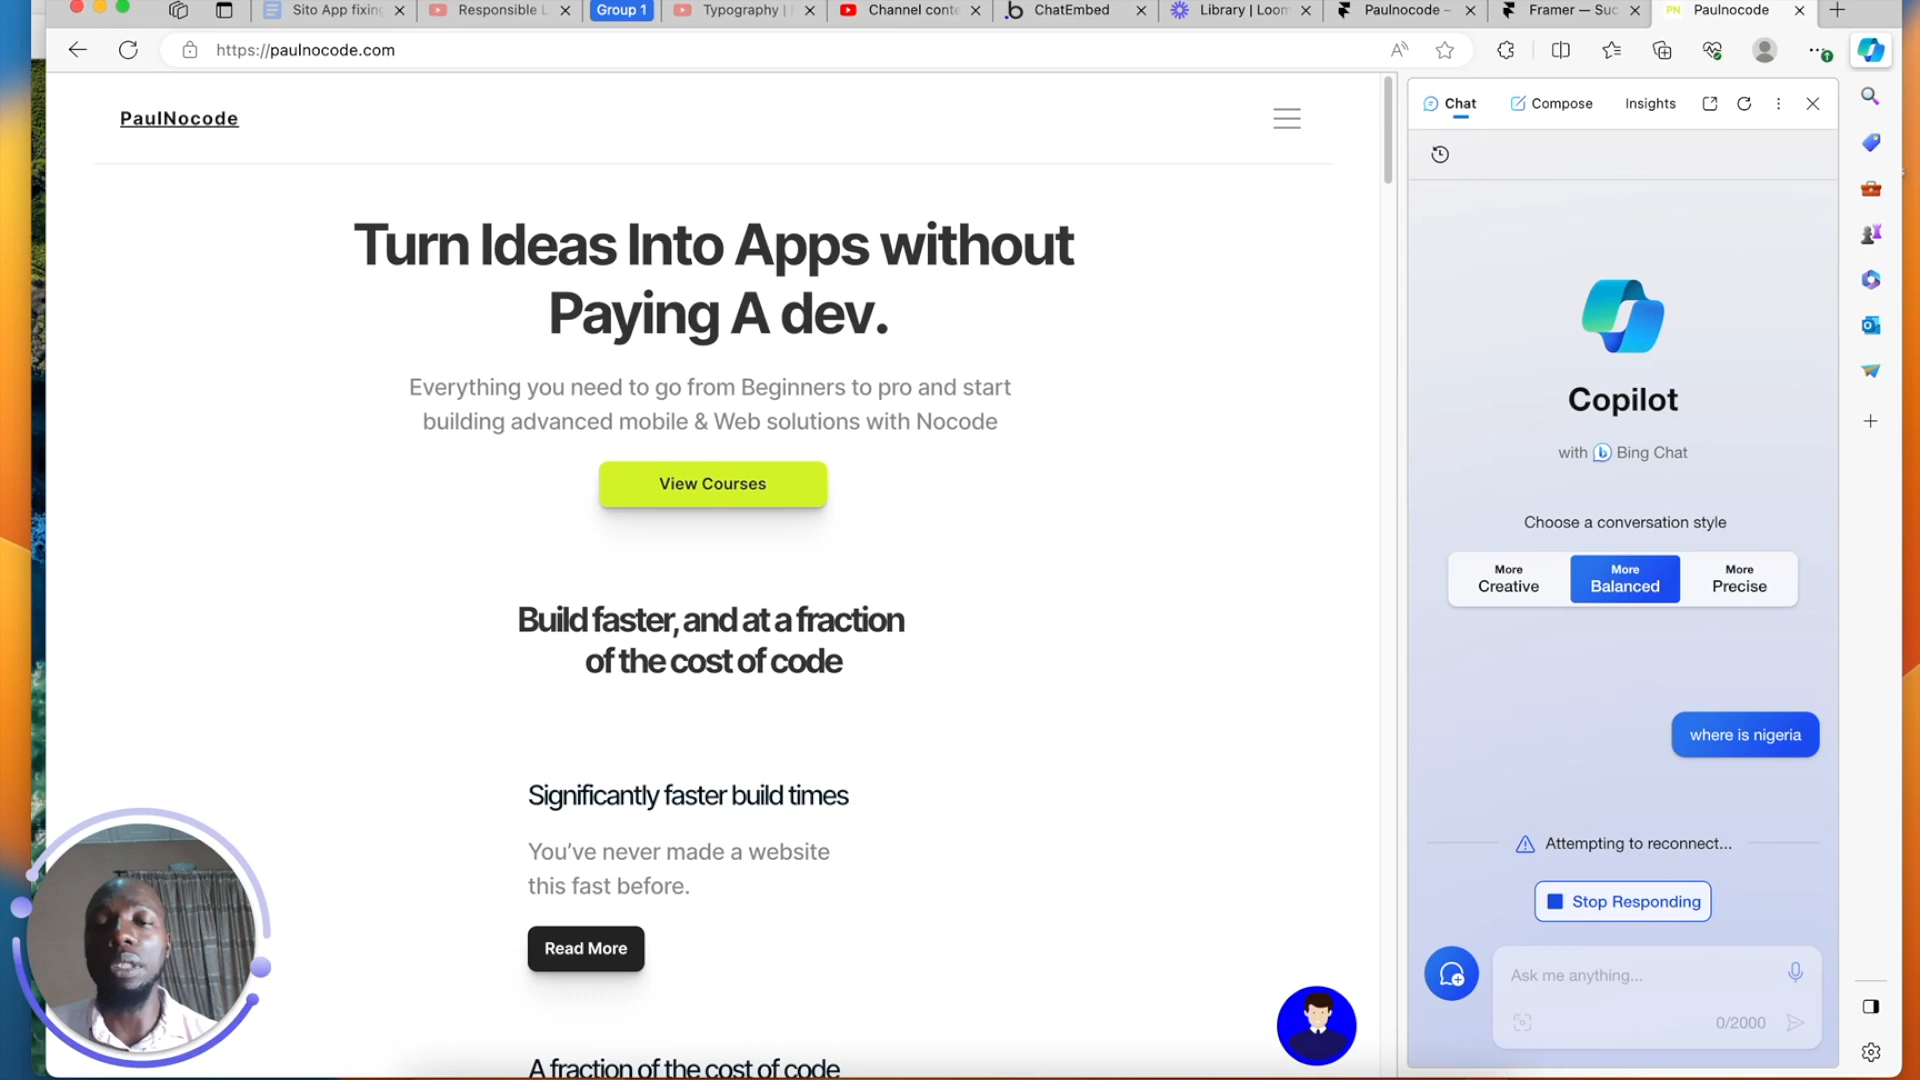 Sito App fixing
Responsible L
Group 1
Typography |
Channel conte
ChatEmbed
Library | Loom
Paulnocode –
Framer — Suc
PN
Paulnocode
https://paulnocode.com
PaulNocode
Turn Ideas Into Apps without
Paying A dev.
Everything you need to go from Beginners to pro and start
building advanced mobile & Web solutions with Nocode
View Courses
Build faster, and at a fraction
of the cost of code
Significantly faster build times
You’ve never made a website
this fast before.
Read More
A fraction of the cost of code
Chat
Compose
Insights
Copilot
with Bing Chat
Choose a conversation style
More
Creative
More
Balanced
More
Precise
where is nigeria
Attempting to reconnect...
Stop Responding
Ask me anything...
0/2000